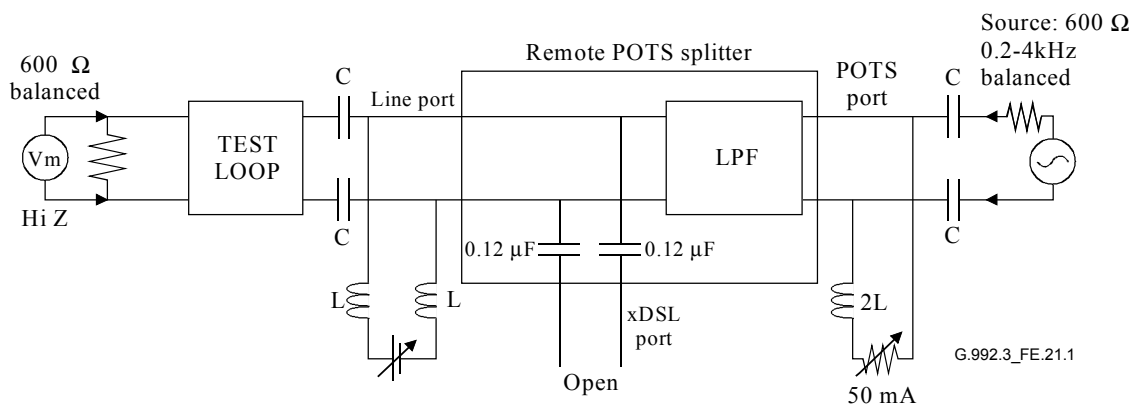 Source: 600 Ω
0.2-4kHz
balanced
Remote POTS splitter
600 Ω
balanced
POTS
port
C
C
Line port
TEST
LOOP
LPF
Vm
Hi Z
C
C
0.12 µF
0.12 µF
L
L
2L
xDSL
port
G.992.3_FE.21.1
Open
50 mA